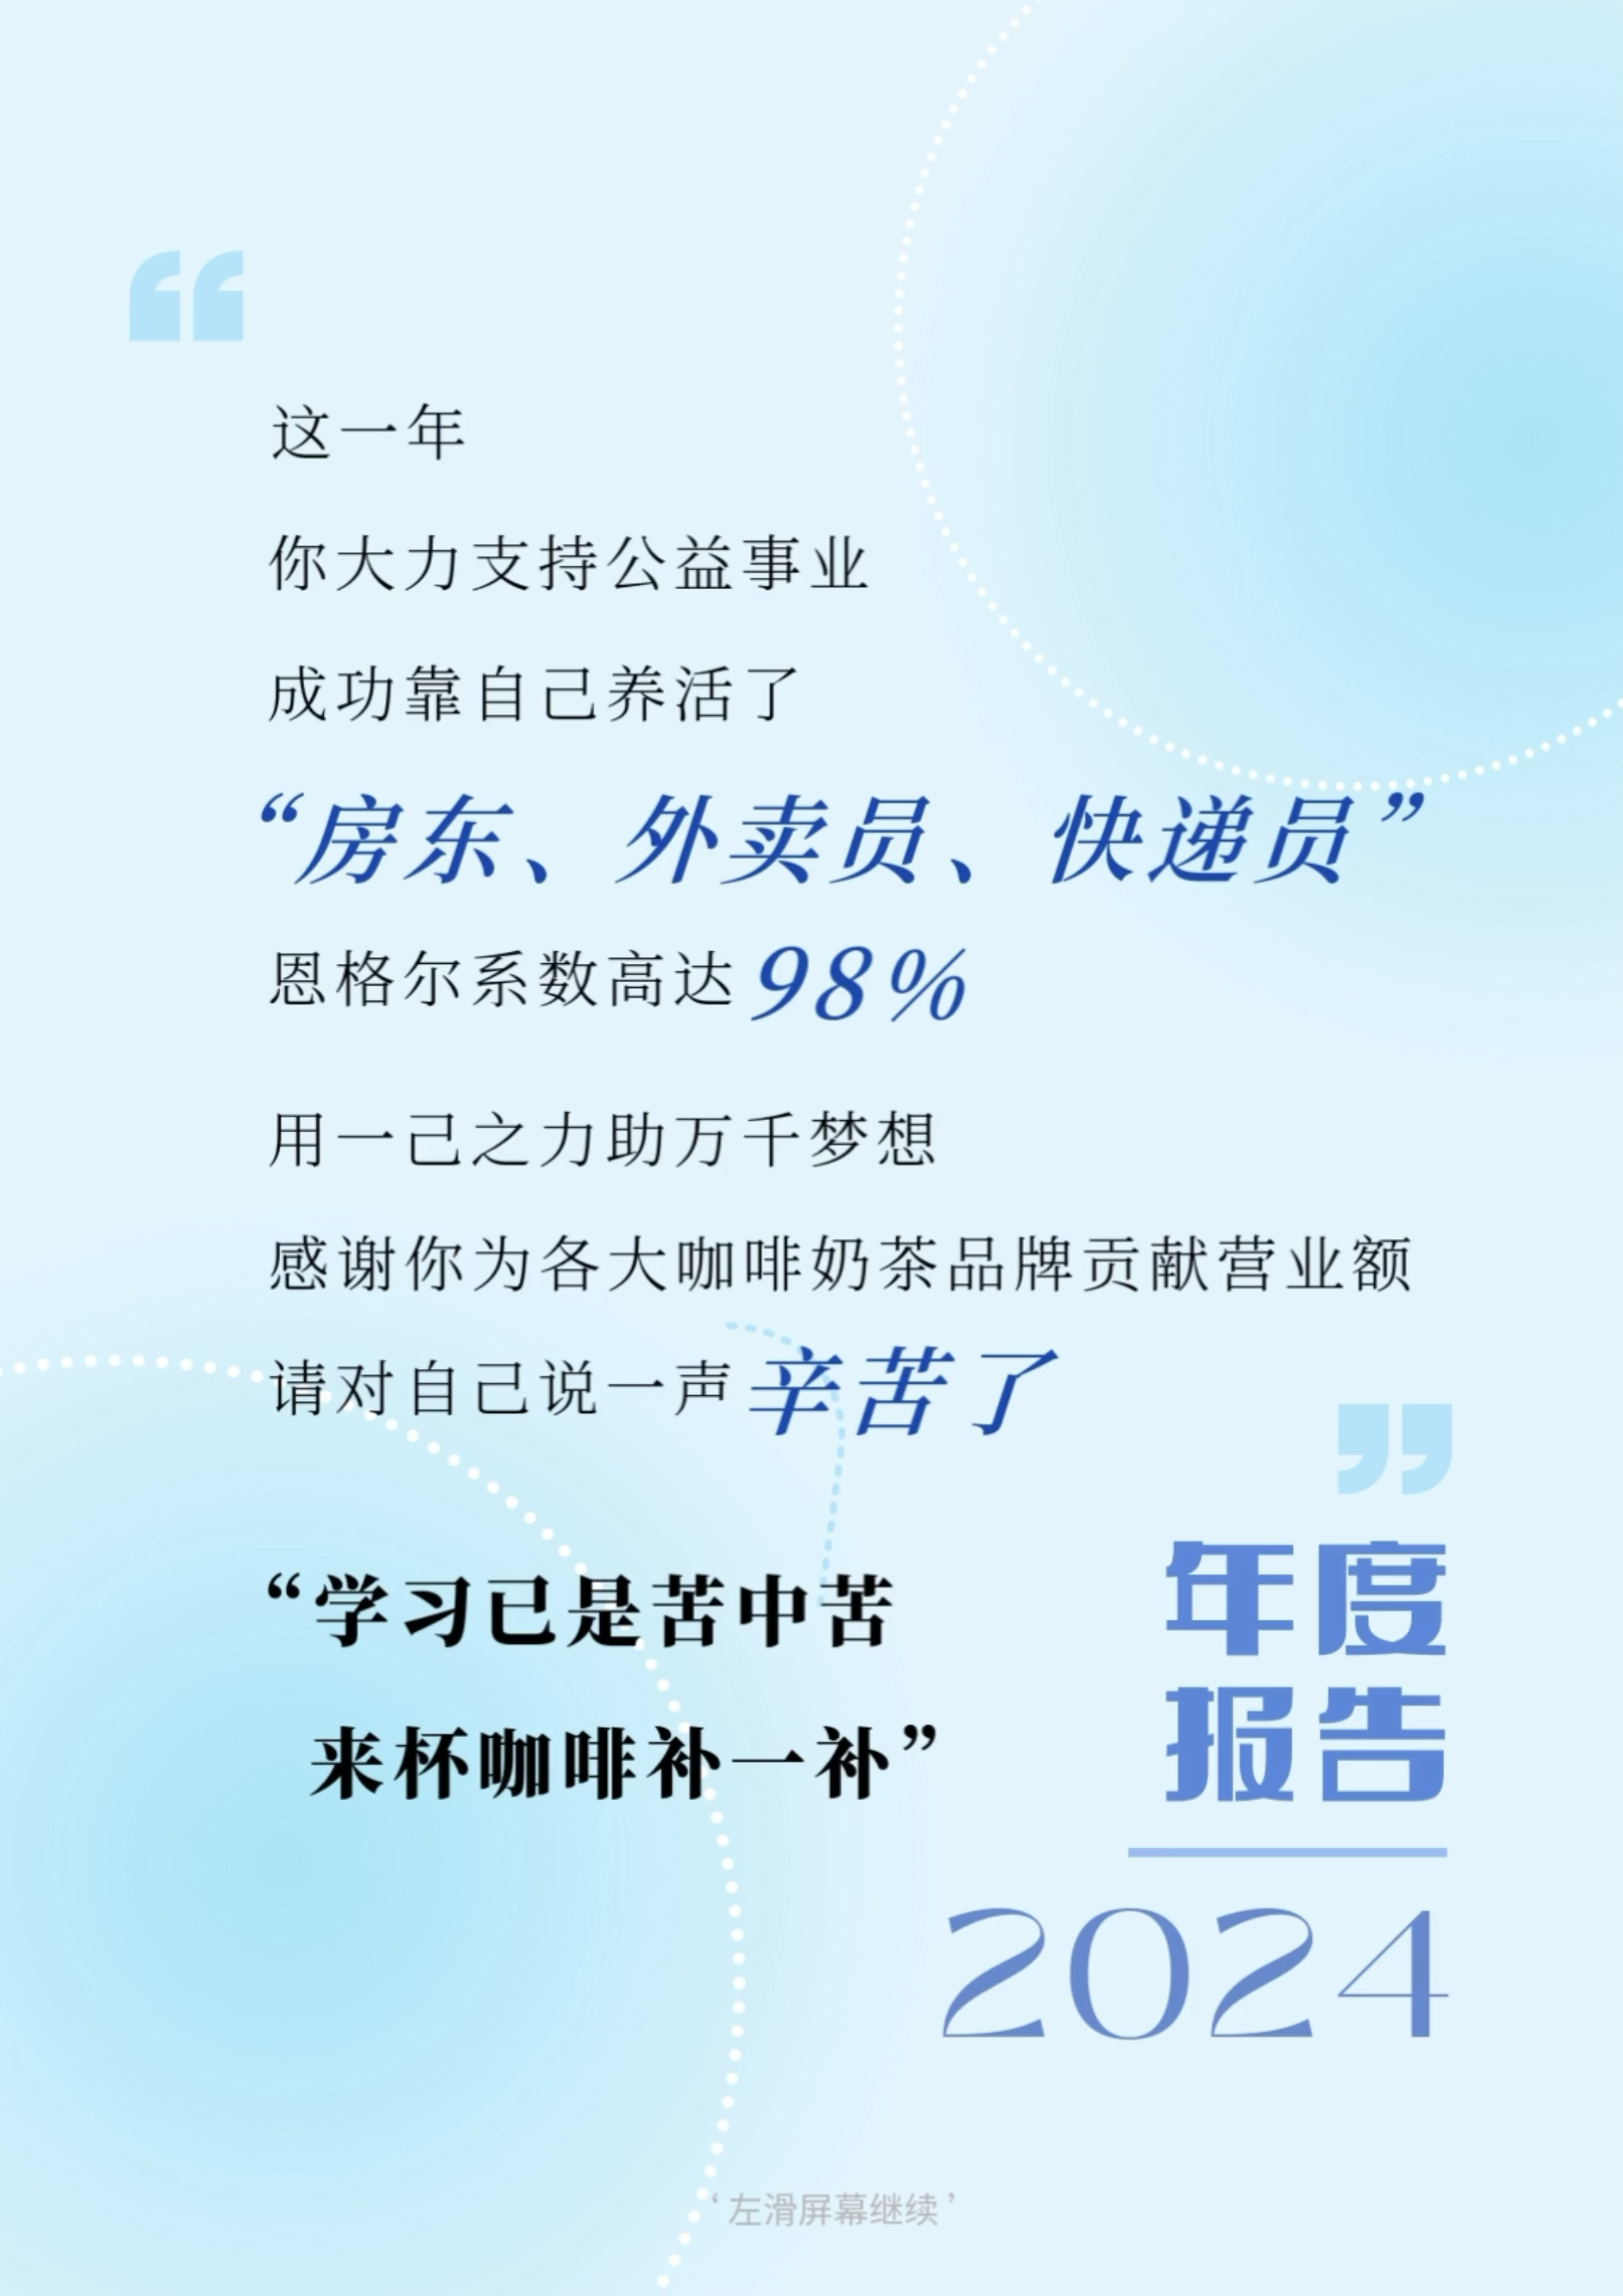 这一年
你大力支持公益事业
成功靠自己养活了
“房东、外卖员、快递员”
恩格尔系数高达98%
用一己之力助万千梦想
感谢你为各大咖啡奶茶品牌贡献营业额
请对自己说一声辛苦了
“学习已是苦中苦
来杯咖啡补一补”
年度
报告
2024
‘左滑屏幕继续’